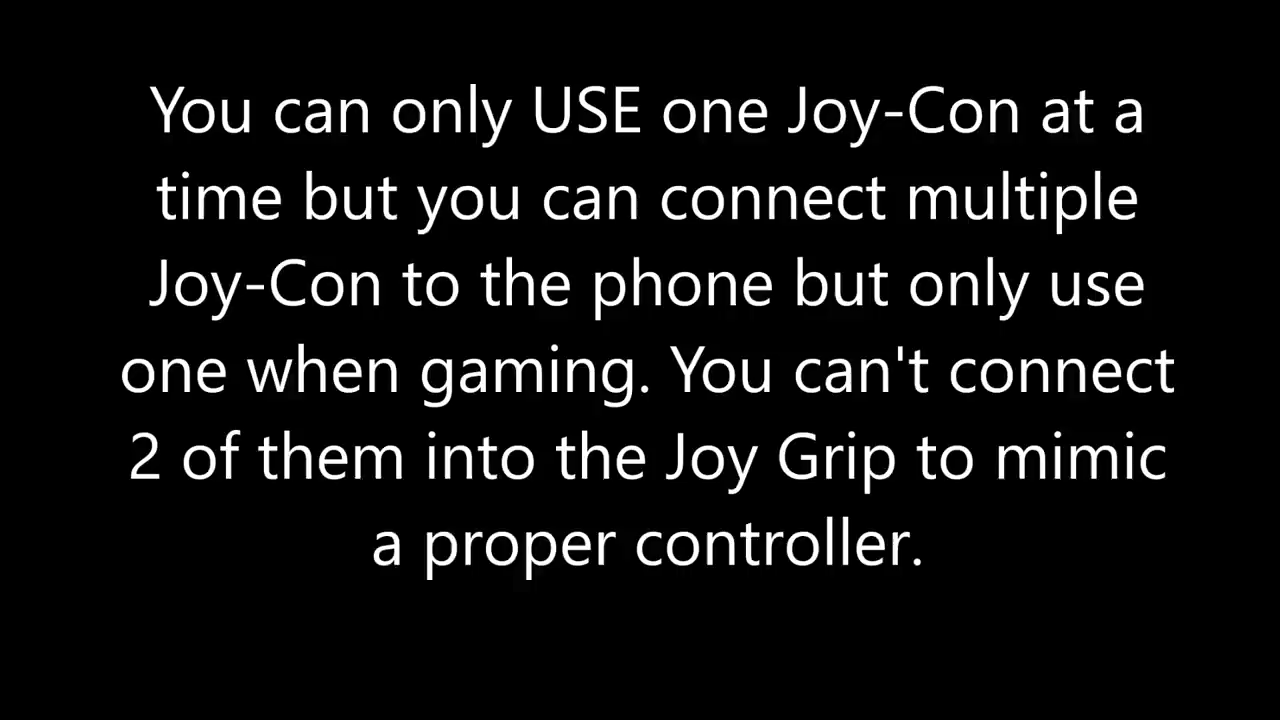 You can only USE one Joy-Con at a
time but you can connect multiple
Joy-Con to the phone but only use
one when gaming. You can't connect
2 of them into the Joy Grip to mimic
a proper controller.